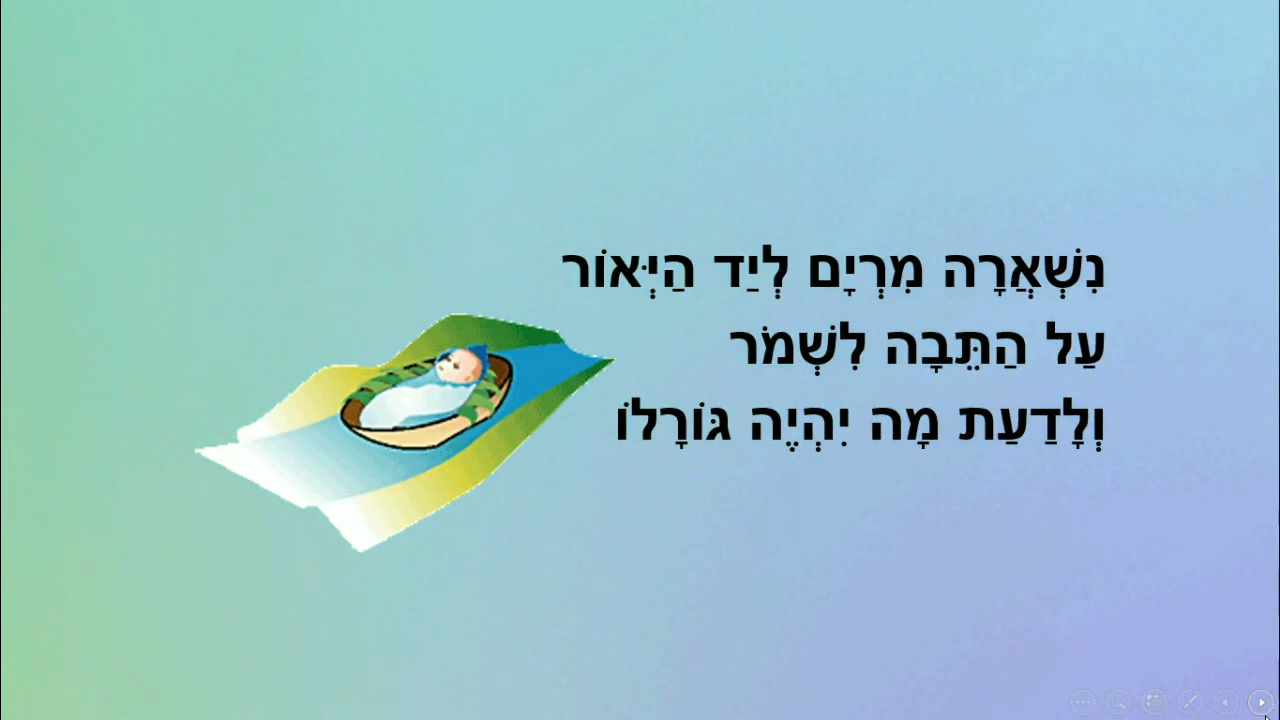 נִשְׁאֲרָה מִרְיָם לְיַד הַיְּאוֹר
עַל הַתֵּבָה לִשְׁמֹר
וְלָדַעַת מָה יִהְיֶה גּוֹרָלוֹ